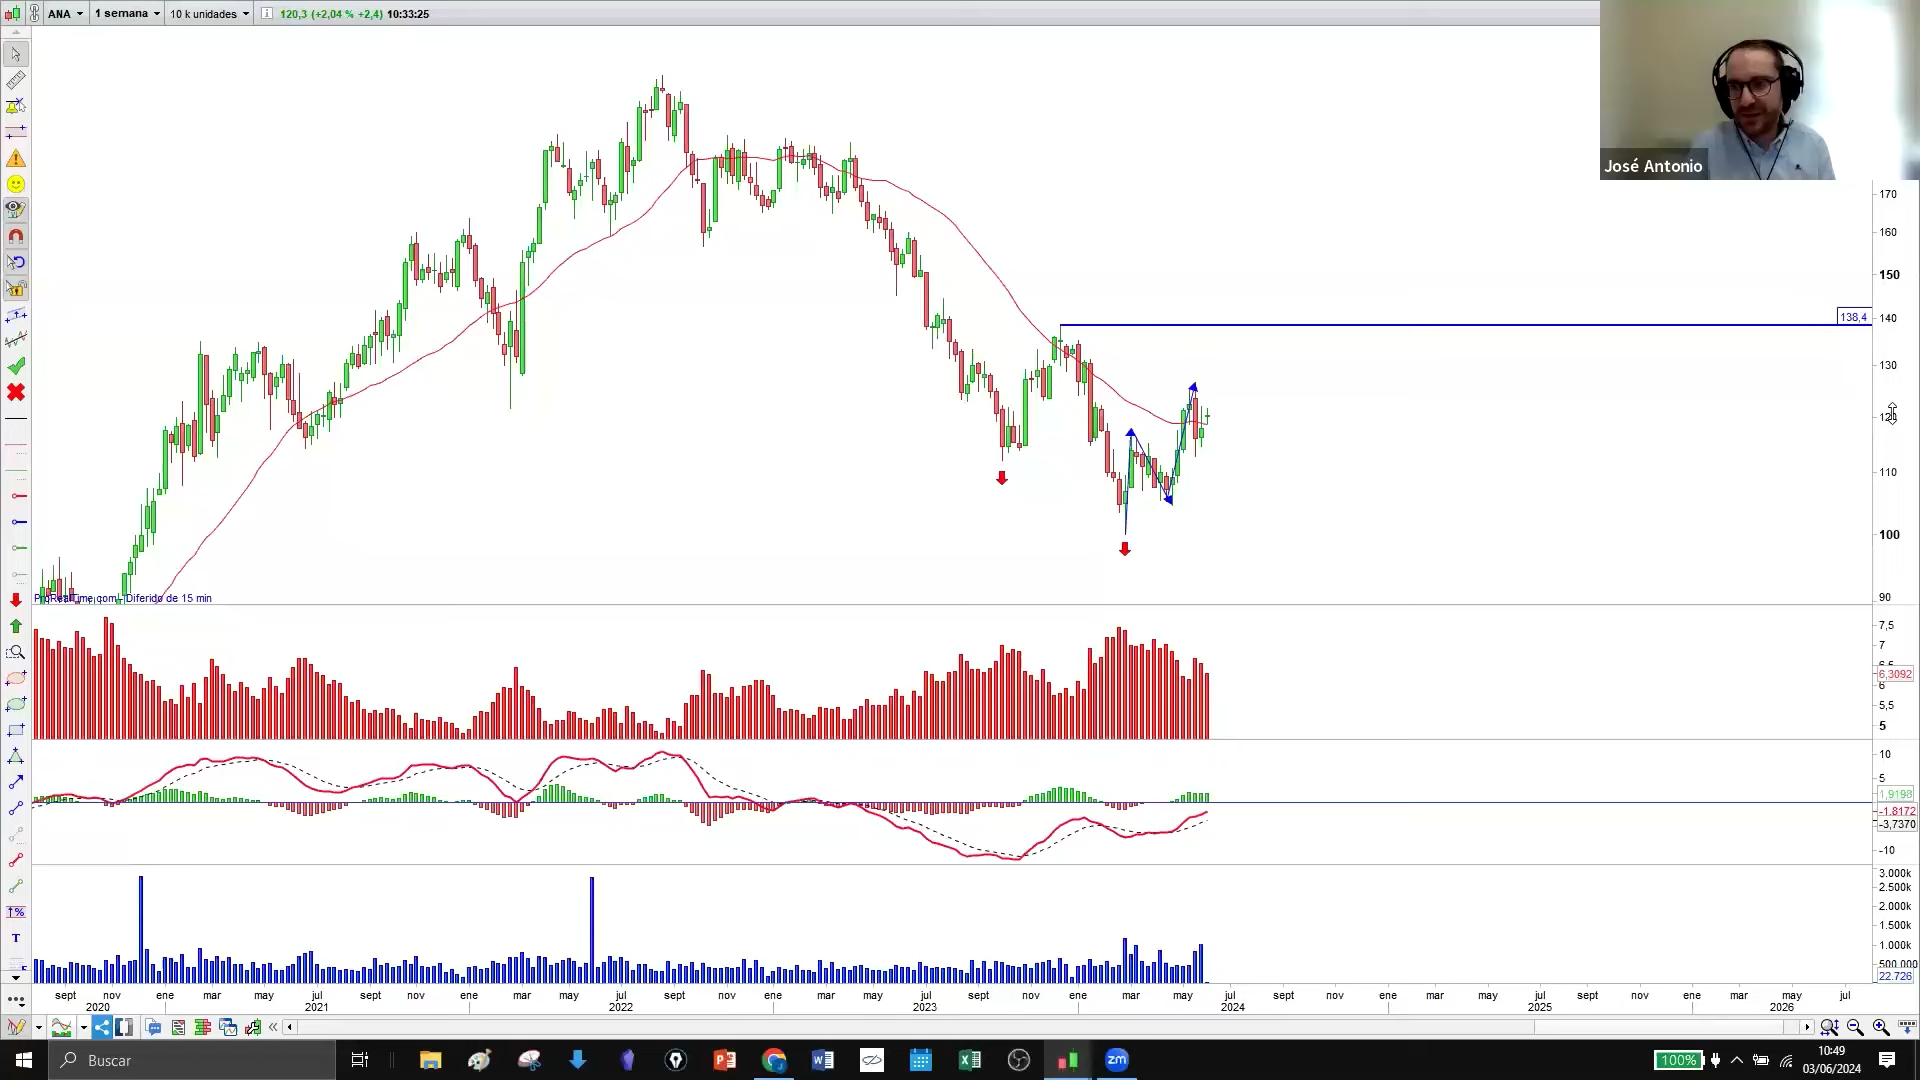 ANA
1 semana
10 k unidades
120,3 (+2,04 % +2,4) 10:33:25
José Antonio
170
160
150
138,4
140
130
120
110
100
90
ProRealTime.com - Diferido de 15 min
7,5
7
6,5
6,3092
6
5,5
5
10
5
1,9198
-1,8172
-3,7370
-10
3.000k
2.500k
2.000k
1.500k
1.000k
500.000
22.726
sept nov ene mar may jul sept nov ene mar may jul sept nov ene mar may jul sept nov ene mar may jul sept nov ene mar may jul sept nov ene mar may jul
2020 2021 2022 2023 2024 2025 2026
Buscar
100%
10:49
03/06/2024